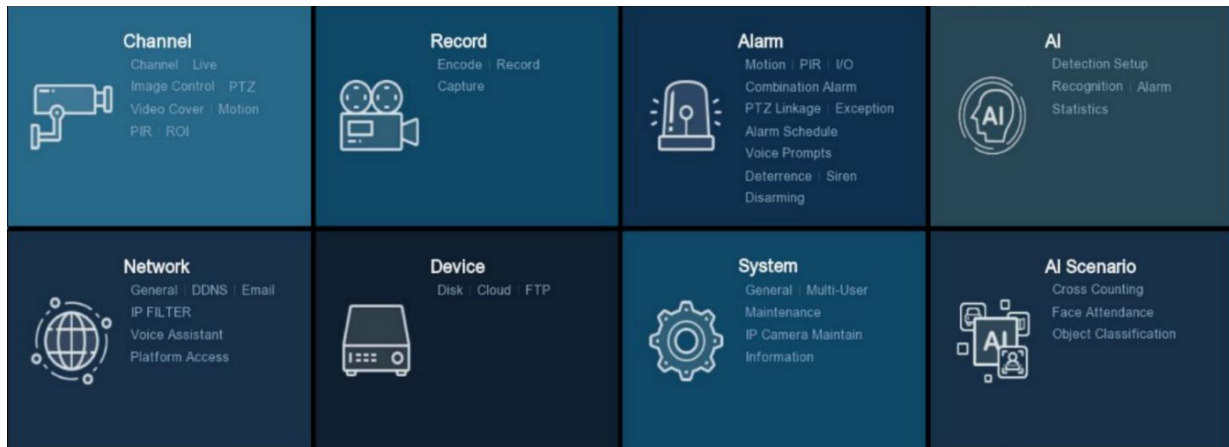 Channel
Channel | Live
Image Control | PTZ
Video Cover | Motion
PIR | ROI
Record
Encode | Record
Capture
Alarm
Motion | PIR | I/O
Combination Alarm
PTZ Linkage | Exception
Alarm Schedule
Voice Prompts
Deterrence | Siren
Disarming
AI
Detection Setup
Recognition | Alarm
Statistics
AI
Network
General | DDNS | Email
IP FILTER
Voice Assistant
Platform Access
Device
Disk | Cloud | FTP
System
General | Multi-User
Maintenance
IP Camera Maintain
Information
AI Scenario
Cross Counting
Face Attendance
Object Classification
AI